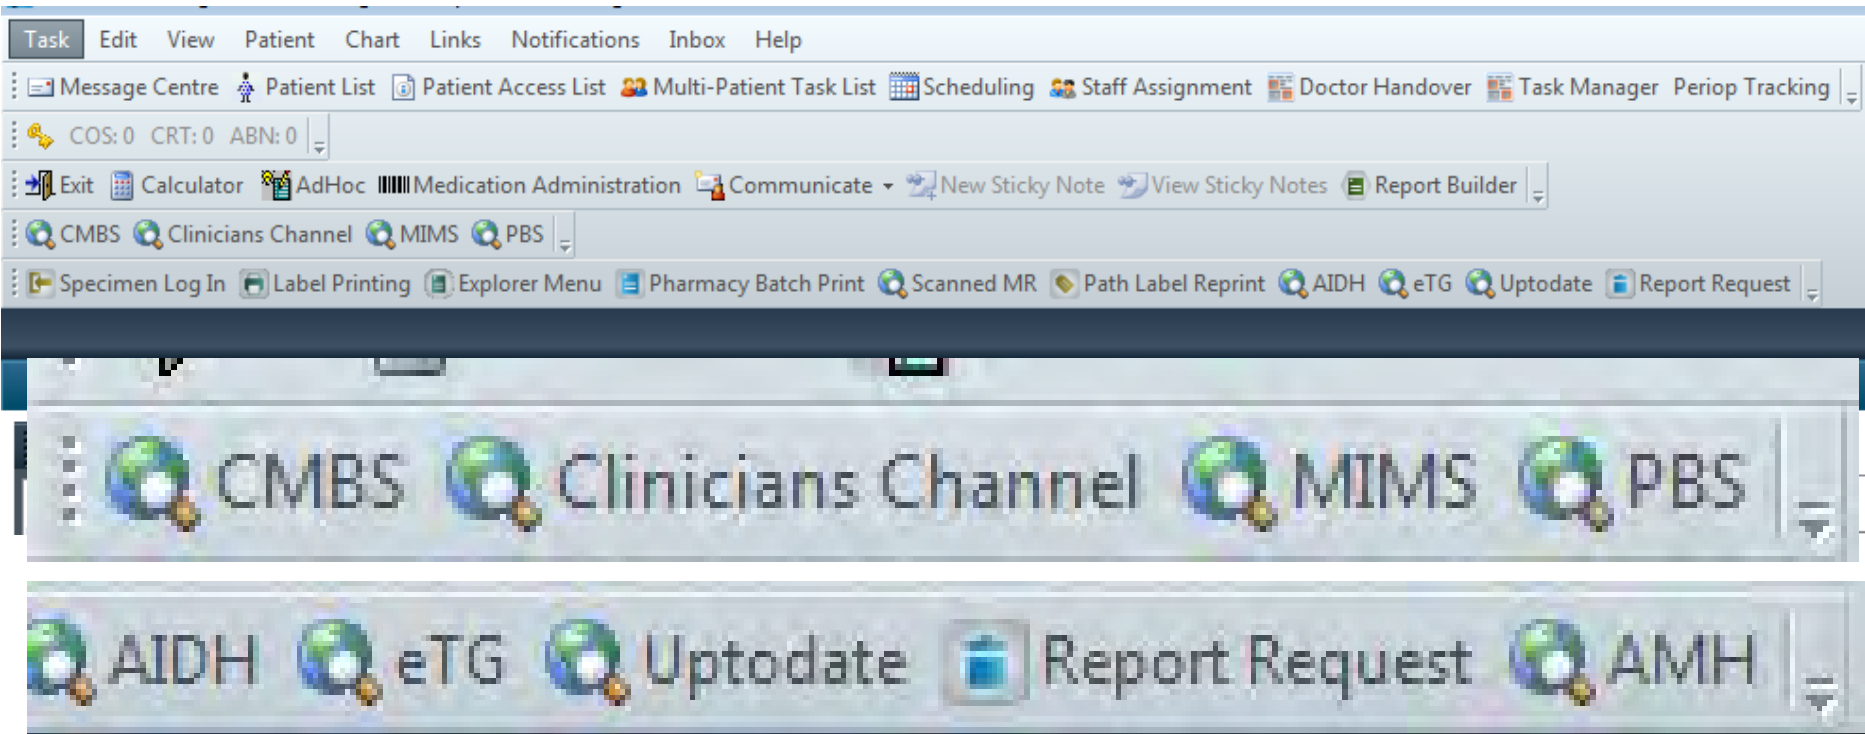 Task Edit View Patient Chart Links Notifications Inbox Help
Message Centre Patient List Patient Access List Multi-Patient Task List Scheduling Staff Assignment Doctor Handover Task Manager Periop Tracking
COS: 0 CRT: 0 ABN: 0
Exit Calculator AdHoc Medication Administration Communicate New Sticky Note View Sticky Notes Report Builder
CMBS Clinicians Channel MIMS PBS
Specimen Log In Label Printing Explorer Menu Pharmacy Batch Print Scanned MR Path Label Reprint AIDH eTG Uptodate Report Request
CMBS Clinicians Channel MIMS PBS
AIDH eTG Uptodate Report Request AMH